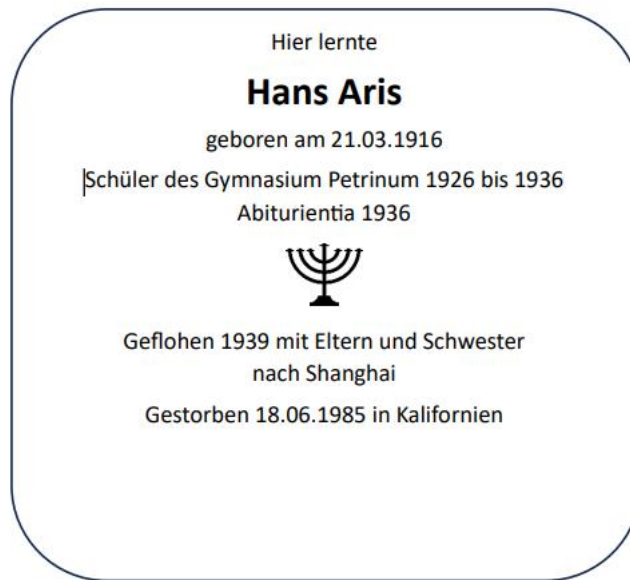 Hier lernte
Hans Aris
geboren am 21.03.1916
Schüler des Gymnasium Petrinum 1926 bis 1936
Abiturientia 1936
Geflohen 1939 mit Eltern und Schwester
nach Shanghai
Gestorben 18.06.1985 in Kalifornien